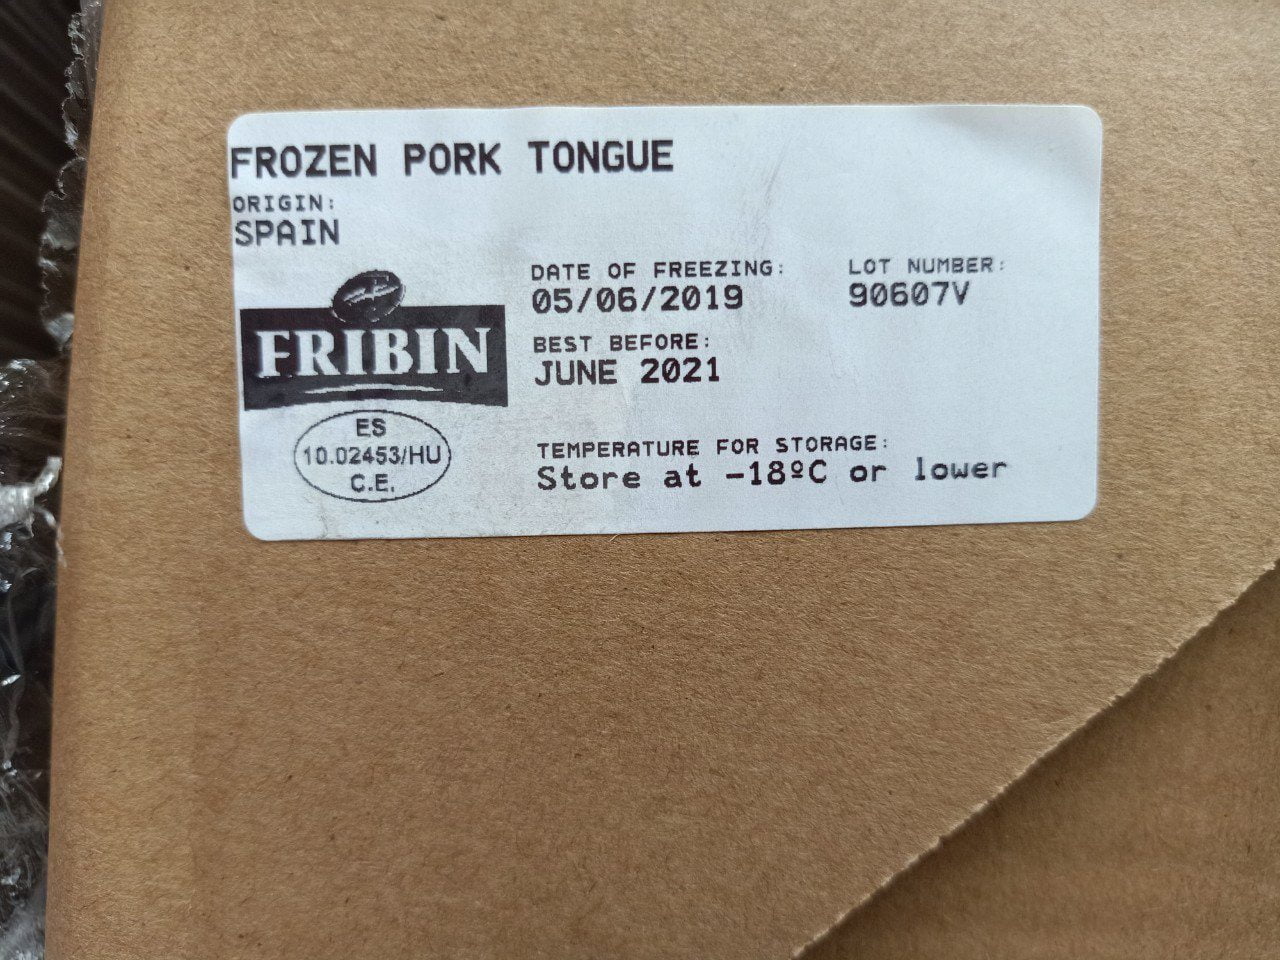 FROZEN PORK TONGUE
ORIGIN:
SPAIN
FRIBIN
ES
10.02453/HU
C.E.
DATE OF FREEZING:
05/06/2019
LOT NUMBER:
90607V
BEST BEFORE:
JUNE 2021
TEMPERATURE FOR STORAGE:
Store at -18ºC or lower